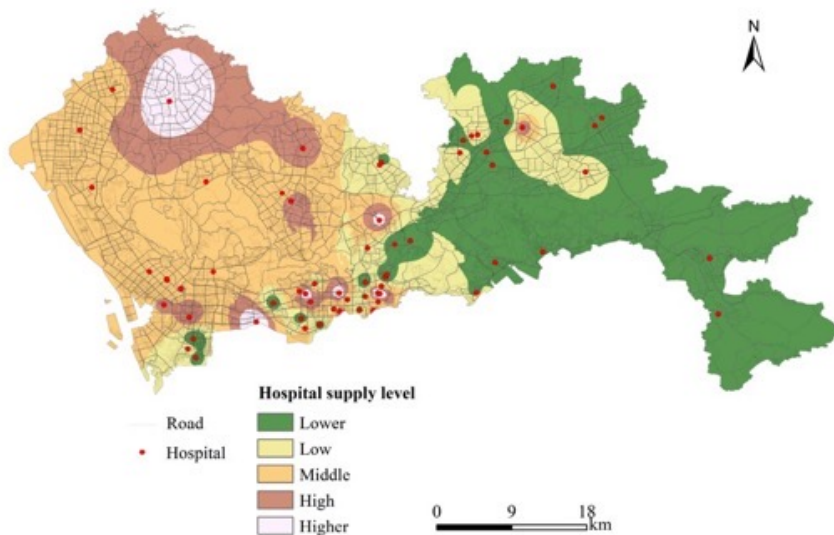 N
Hospital supply level
Road
Hospital
Lower
Low
Middle
High
Higher
0 9 18
km